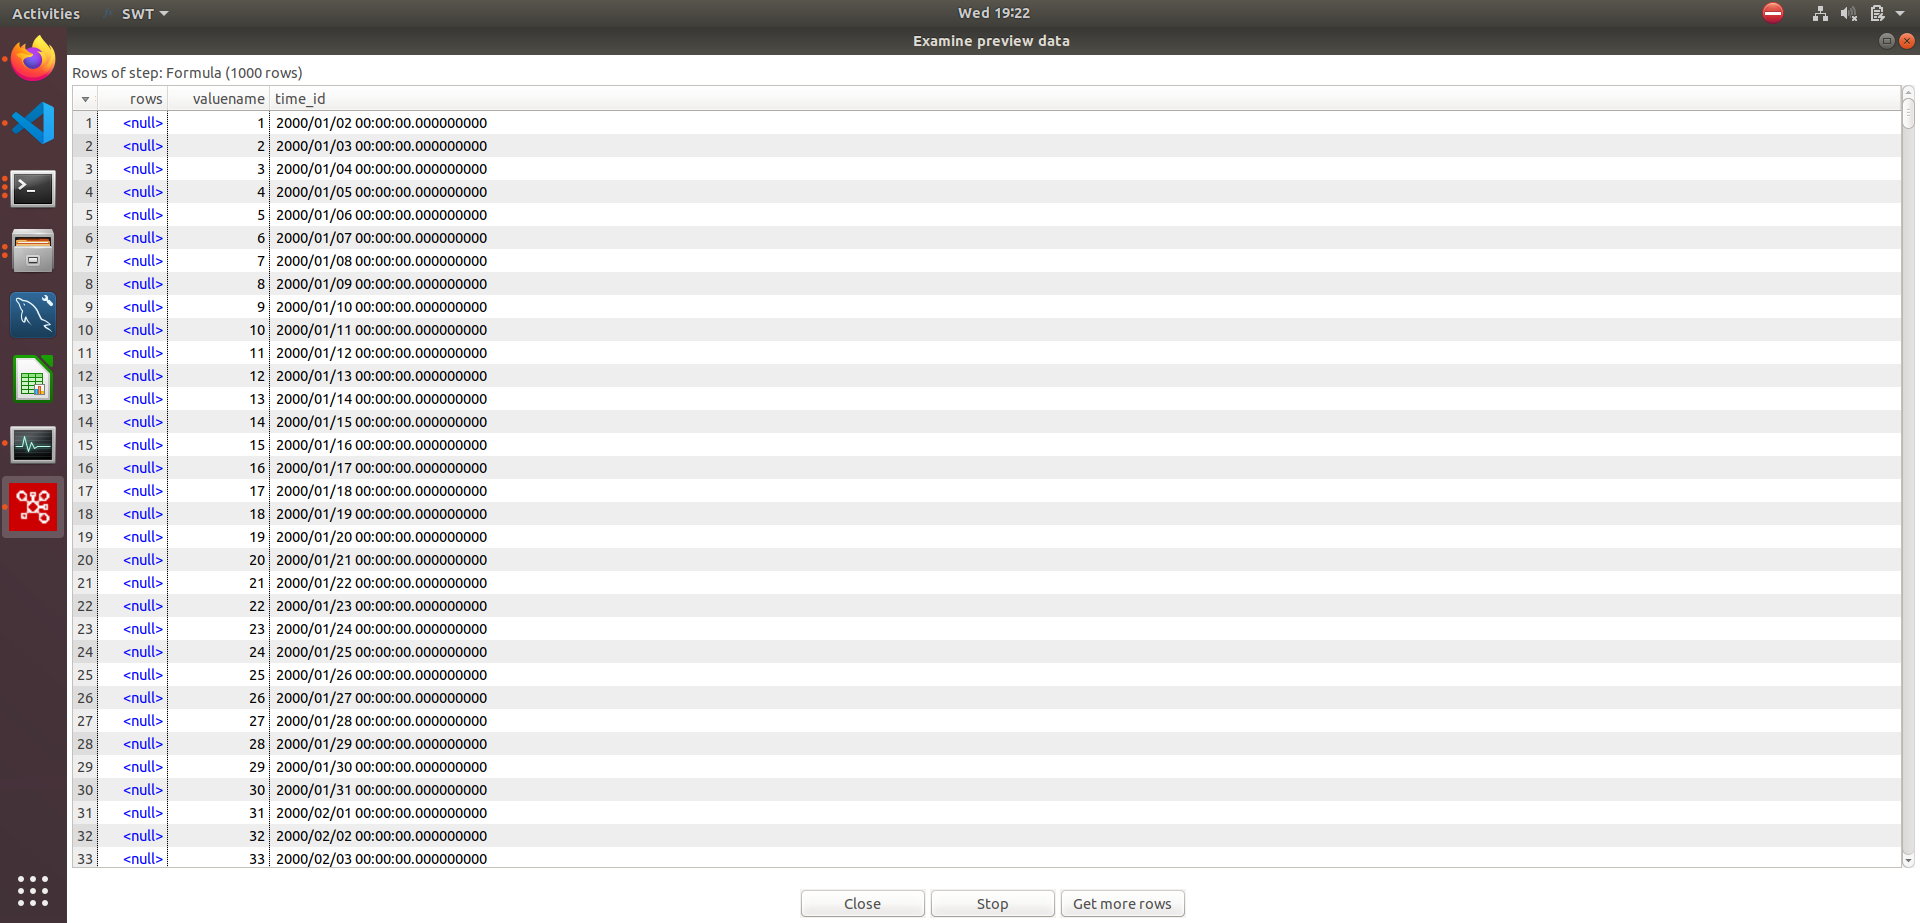 Activities SWT Wed 19:22
Examine preview data
Rows of step: Formula (1000 rows)
rows valuename time_id
1 <null> 1 2000/01/02 00:00:00.000000000
2 <null> 2 2000/01/03 00:00:00.000000000
3 <null> 3 2000/01/04 00:00:00.000000000
4 <null> 4 2000/01/05 00:00:00.000000000
5 <null> 5 2000/01/06 00:00:00.000000000
6 <null> 6 2000/01/07 00:00:00.000000000
7 <null> 7 2000/01/08 00:00:00.000000000
8 <null> 8 2000/01/09 00:00:00.000000000
9 <null> 9 2000/01/10 00:00:00.000000000
10 <null> 10 2000/01/11 00:00:00.000000000
11 <null> 11 2000/01/12 00:00:00.000000000
12 <null> 12 2000/01/13 00:00:00.000000000
13 <null> 13 2000/01/14 00:00:00.000000000
14 <null> 14 2000/01/15 00:00:00.000000000
15 <null> 15 2000/01/16 00:00:00.000000000
16 <null> 16 2000/01/17 00:00:00.000000000
17 <null> 17 2000/01/18 00:00:00.000000000
18 <null> 18 2000/01/19 00:00:00.000000000
19 <null> 19 2000/01/20 00:00:00.000000000
20 <null> 20 2000/01/21 00:00:00.000000000
21 <null> 21 2000/01/22 00:00:00.000000000
22 <null> 22 2000/01/23 00:00:00.000000000
23 <null> 23 2000/01/24 00:00:00.000000000
24 <null> 24 2000/01/25 00:00:00.000000000
25 <null> 25 2000/01/26 00:00:00.000000000
26 <null> 26 2000/01/27 00:00:00.000000000
27 <null> 27 2000/01/28 00:00:00.000000000
28 <null> 28 2000/01/29 00:00:00.000000000
29 <null> 29 2000/01/30 00:00:00.000000000
30 <null> 30 2000/01/31 00:00:00.000000000
31 <null> 31 2000/02/01 00:00:00.000000000
32 <null> 32 2000/02/02 00:00:00.000000000
33 <null> 33 2000/02/03 00:00:00.000000000
Close Stop Get more rows